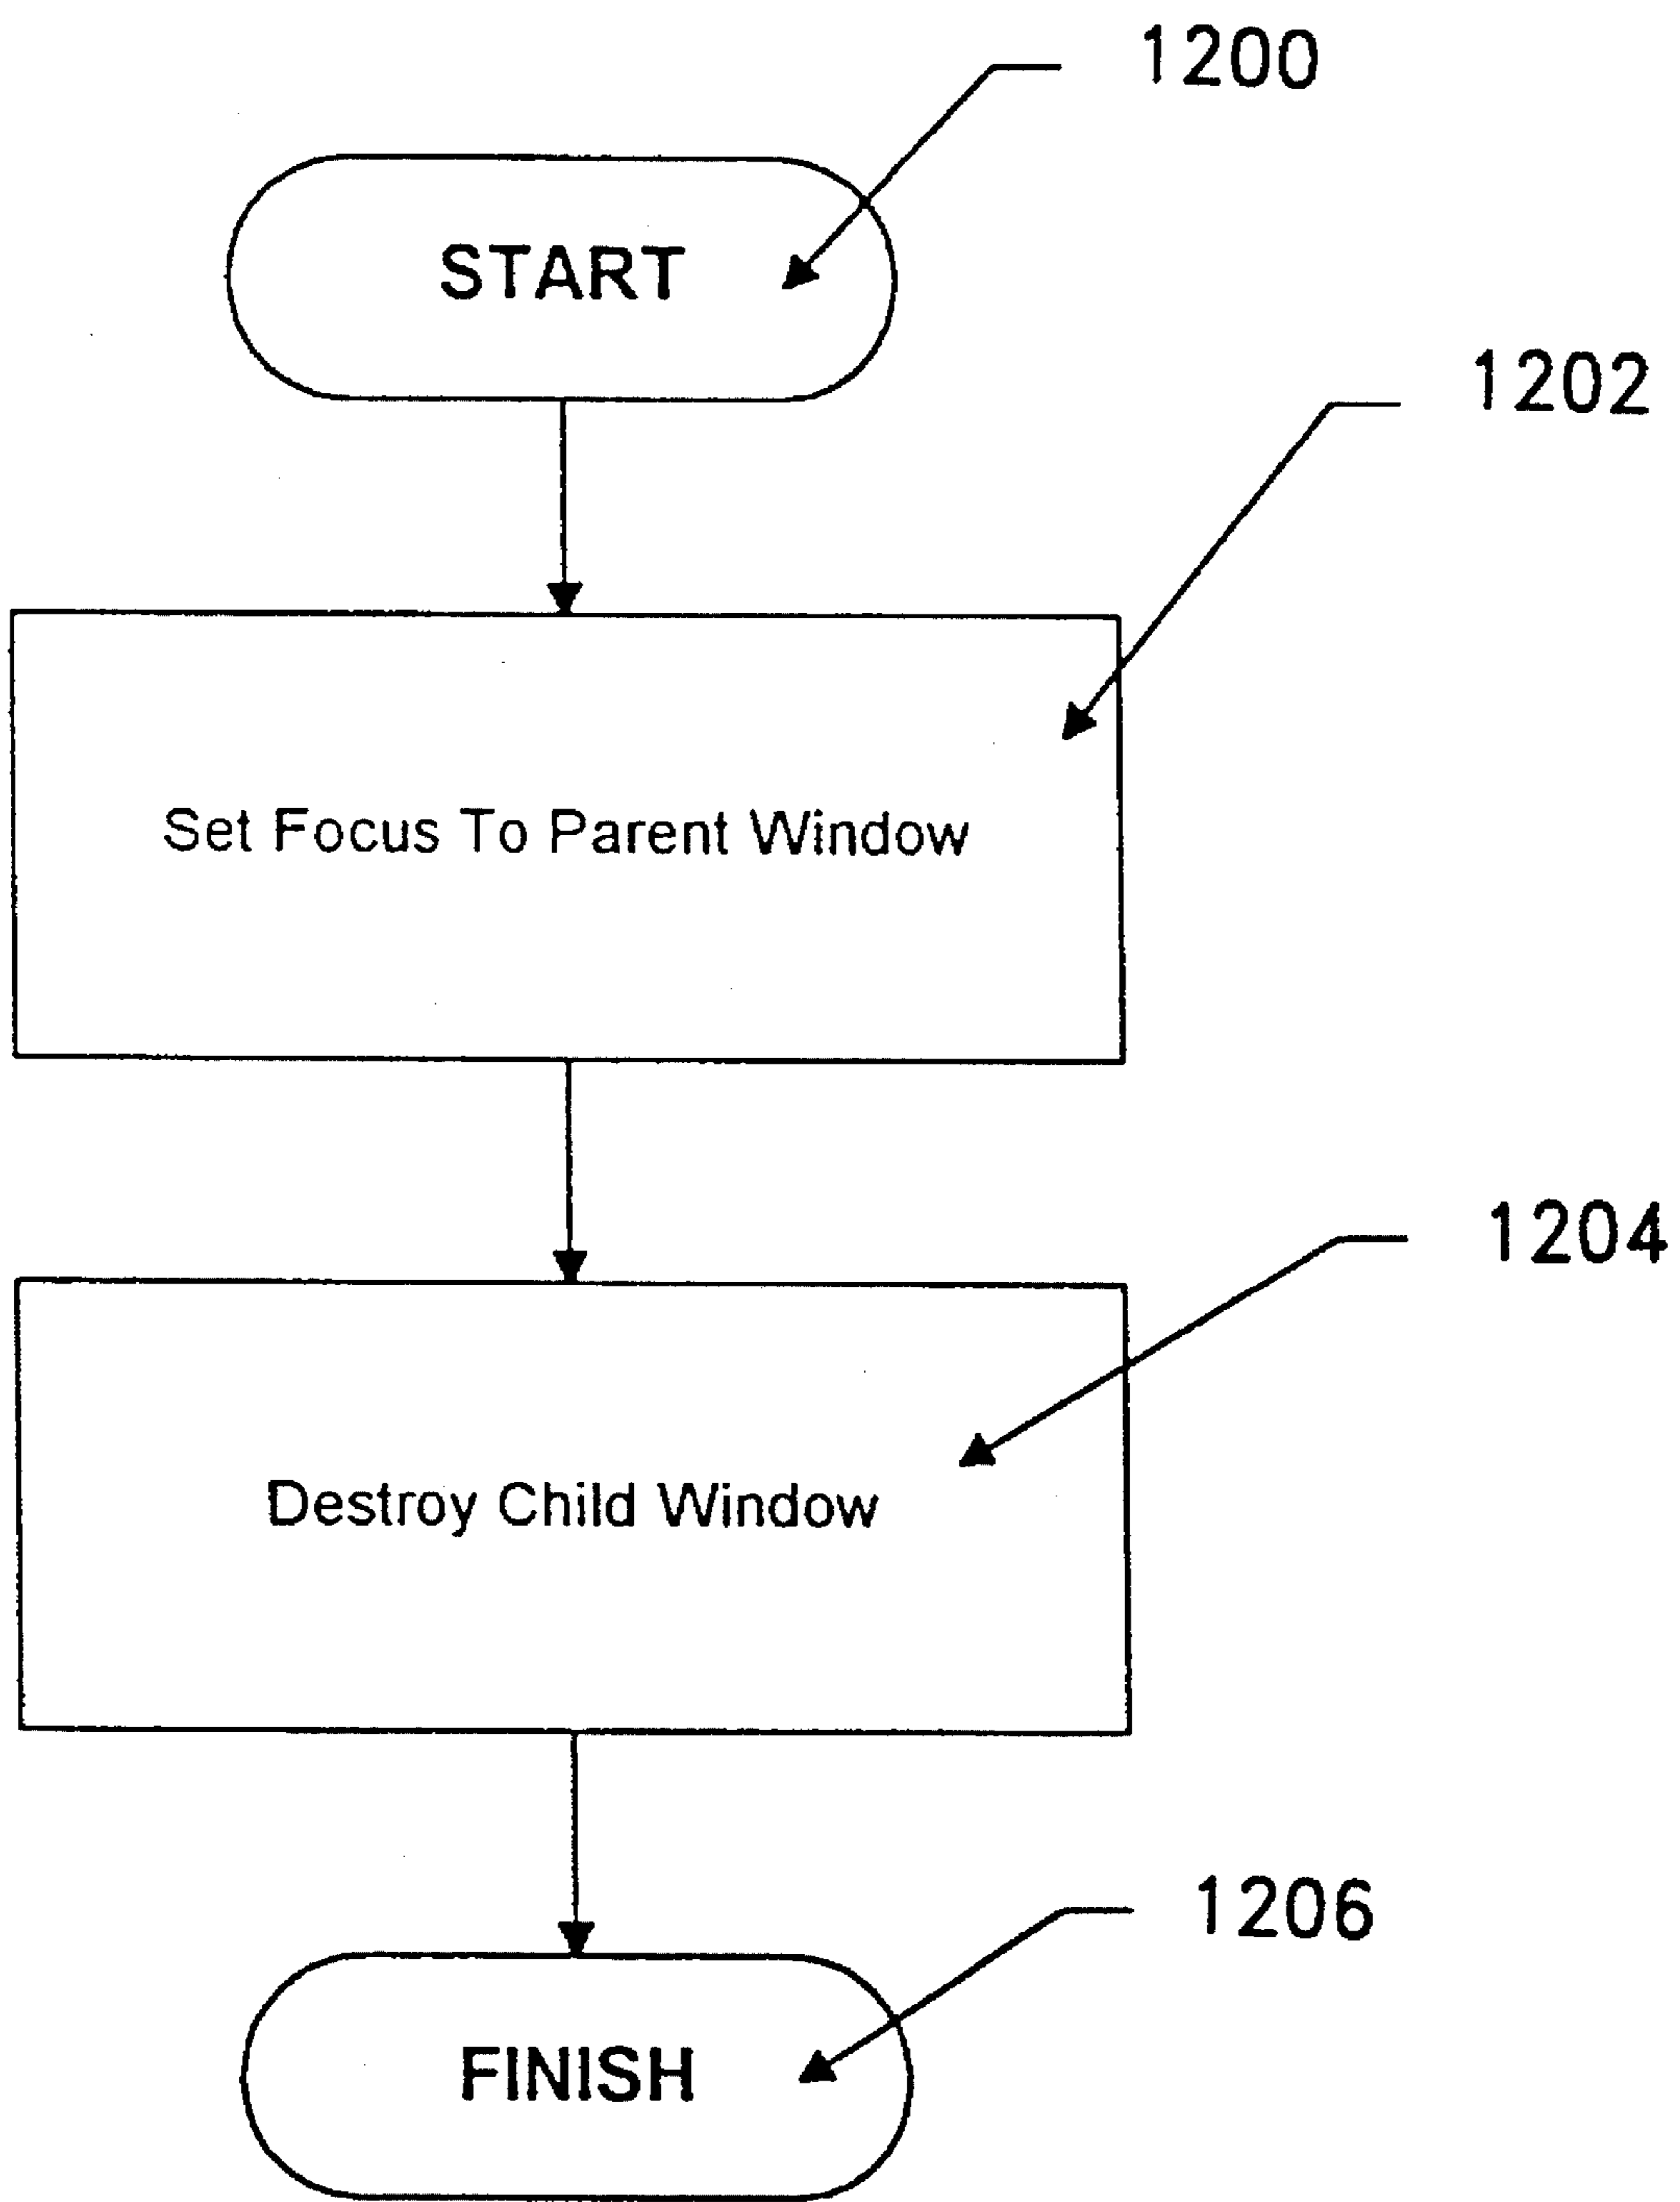 1200
START
1202
Set Focus To Parent Window
1204
Destroy Child Window
1206
FINISH